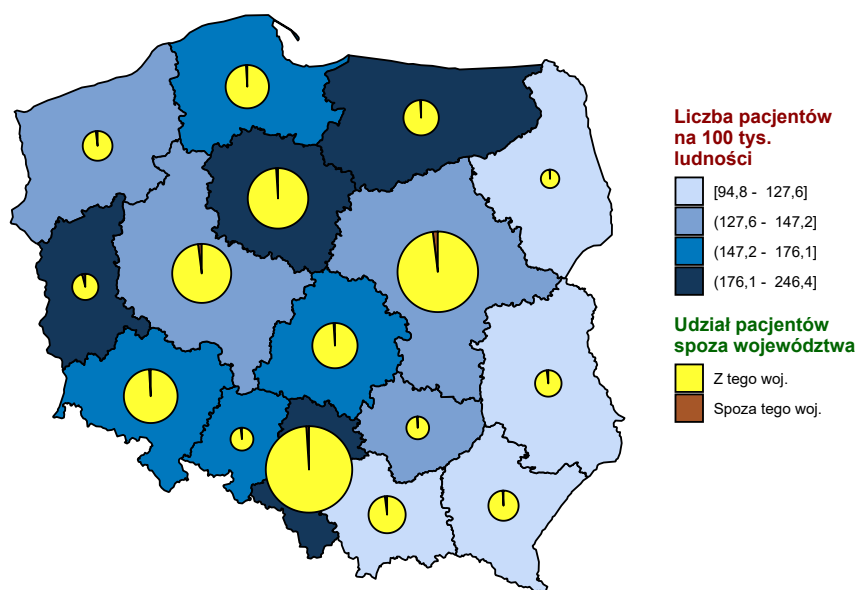 Liczba pacjentów
na 100 tys.
ludności
[94,8 - 127,6]
(127,6 - 147,2]
(147,2 - 176,1]
(176,1 - 246,4]
Udział pacjentów
spoza województwa
Z tego woj.
Spoza tego woj.